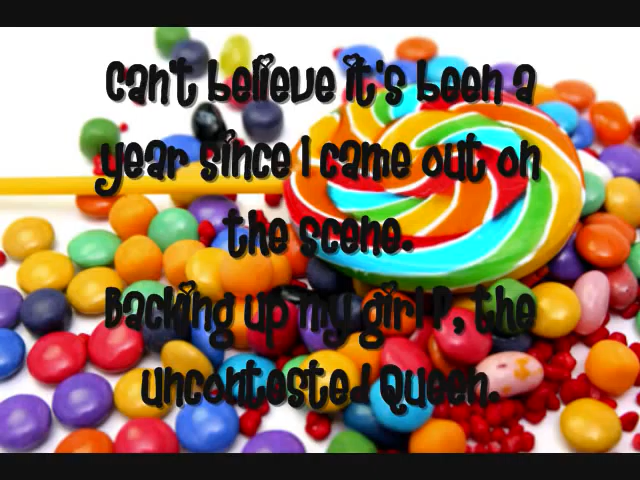 Can't believe it's been a
year since I came out on
the scene.
Backing up my girl P, the
uncontested Queen.